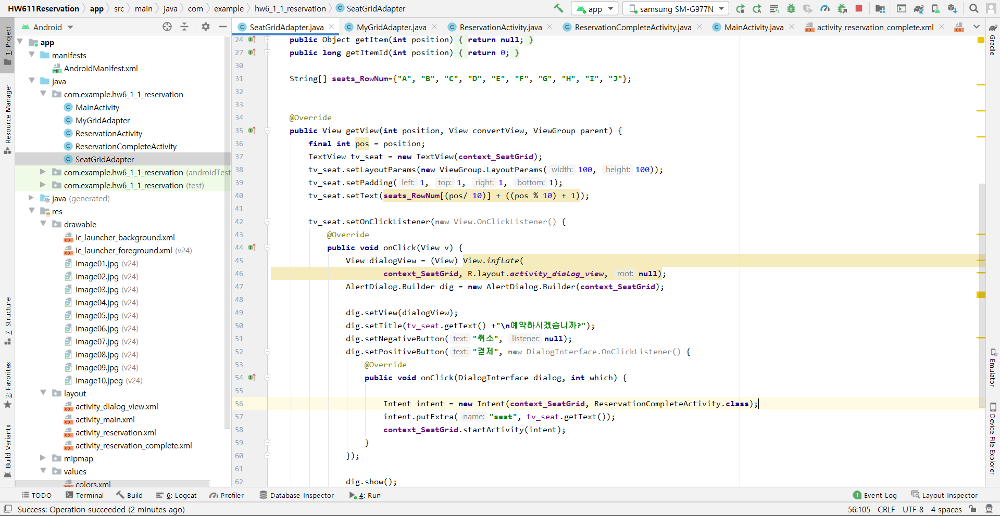 HW611Reservation
app
src
main
java
com
example
hw6_1_1_reservation
SeatGridAdapter
app
samsung SM-G977N
Android
SeatGridAdapter.java
MyGridAdapter.java
ReservationActivity.java
ReservationCompleteActivity.java
MainActivity.java
activity_reservation_complete.xml
1: Project
Resource Manager
7: Structure
2: Favorites
Build Variants
app
manifests
AndroidManifest.xml
java
com.example.hw6_1_1_reservation
MainActivity
MyGridAdapter
ReservationActivity
ReservationCompleteActivity
SeatGridAdapter
com.example.hw6_1_1_reservation (androidTest
com.example.hw6_1_1_reservation (test)
java (generated)
res
drawable
ic_launcher_background.xml
ic_launcher_foreground.xml (v24)
image01.jpg (v24)
image02.jpg (v24)
image03.jpg (v24)
image04.jpg (v24)
image05.jpg (v24)
image06.jpg (v24)
image07.jpg (v24)
image08.jpg (v24)
image09.jpg (v24)
image10.jpeg (v24)
layout
activity_dialog_view.xml
activity_main.xml
activity_reservation.xml
activity_reservation_complete.xml
mipmap
values
colors.xml
24 public Object getItem(int position) { return null; }
27 public long getItemId(int position) { return 0; }
30
31 String[] seats_RowNum={"A", "B", "C", "D", "E", "F", "G", "H", "I", "J"};
32
33
34 @Override
35 public View getView(int position, View convertView, ViewGroup parent) {
36 final int pos = position;
37 TextView tv_seat = new TextView(context_SeatGrid);
38 tv_seat.setLayoutParams(new ViewGroup.LayoutParams( width: 100, height: 100));
39 tv_seat.setPadding( left: 1, top: 1, right: 1, bottom: 1);
40 tv_seat.setText(seats_RowNum[(pos/ 10)] + ((pos % 10) + 1));
41
42 tv_seat.setOnClickListener(new View.OnClickListener() {
43 @Override
44 public void onClick(View v) {
45 View dialogView = (View) View.inflate(
46 context_SeatGrid, R.layout.activity_dialog_view, root: null);
47 AlertDialog.Builder dig = new AlertDialog.Builder(context_SeatGrid);
48
49 dig.setView(dialogView);
50 dig.setTitle(tv_seat.getText() +"\n예약하시겠습니까?");
51 dig.setNegativeButton( text: "취소", listener: null);
52 dig.setPositiveButton( text: "결제", new DialogInterface.OnClickListener() {
53 @Override
54 public void onClick(DialogInterface dialog, int which) {
55
56 Intent intent = new Intent(context_SeatGrid, ReservationCompleteActivity.class);
57 intent.putExtra( name: "seat", tv_seat.getText());
58 context_SeatGrid.startActivity(intent);
59 }
60 });
61
62 dig.show();
Gradle
Emulator
Device File Explorer
TODO
Terminal
Build
6: Logcat
Profiler
Database Inspector
4: Run
1 Event Log
Layout Inspector
Success: Operation succeeded (2 minutes ago)
56:105 CRLF UTF-8 4 spaces